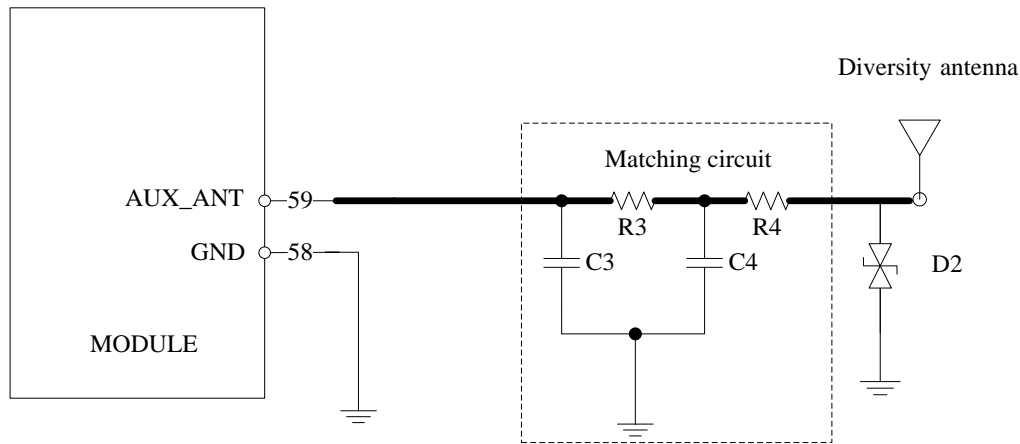 Diversity antenna
Matching circuit
AUX_ANT
59
R3
R4
GND
58
C3
C4
D2
MODULE